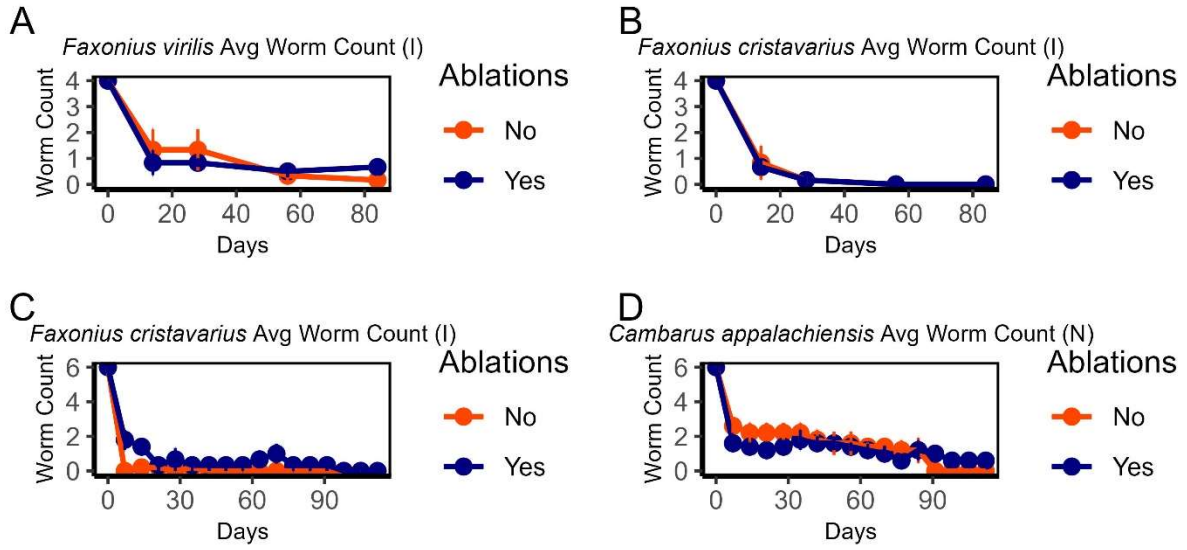 A
Faxonius virilis Avg Worm Count (I)
Worm Count
4
3
2
1
0
0 20 40 60 80
Days
Ablations
No
Yes
B
Faxonius cristavarius Avg Worm Count (I)
Worm Count
4
3
2
1
0
0 20 40 60 80
Days
Ablations
No
Yes
C
Faxonius cristavarius Avg Worm Count (I)
Worm Count
6
4
2
0
0 30 60 90
Days
Ablations
No
Yes
D
Cambarus appalachiensis Avg Worm Count (N)
Worm Count
6
4
2
0
0 30 60 90
Days
Ablations
No
Yes